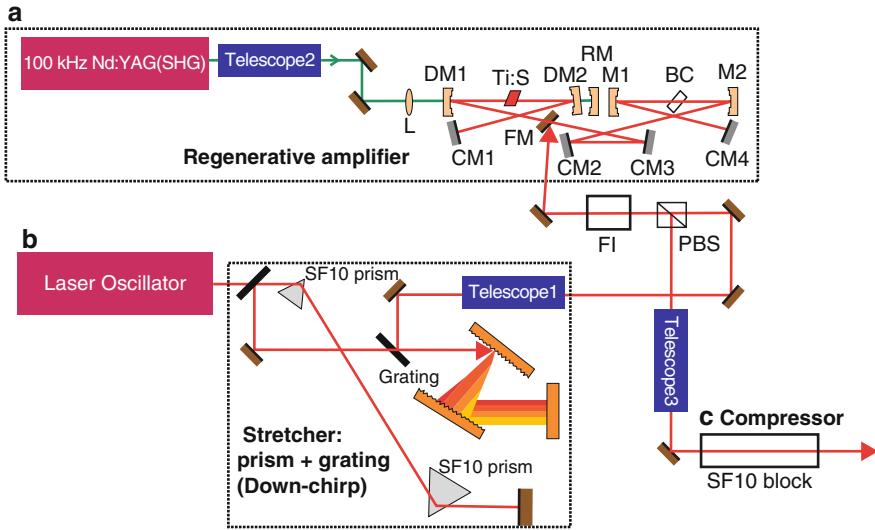 a
100 kHz Nd:YAG(SHG)
Telescope2
L
DM1
Ti:S
DM2
RM
M1
BC
M2
CM1
FM
CM2
CM3
CM4
Regenerative amplifier
FI
PBS
b
Laser Oscillator
SF10 prism
Telescope1
Grating
Telescope3
Stretcher:
prism + grating
(Down-chirp)
SF10 prism
c Compressor
SF10 block